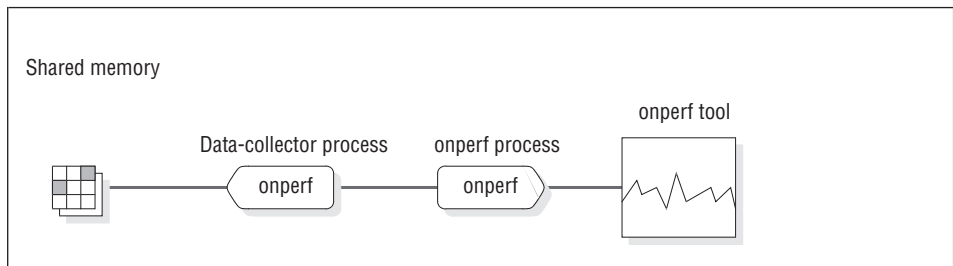 Shared memory
onperf tool
Data-collector process
onperf process
onperf
onperf